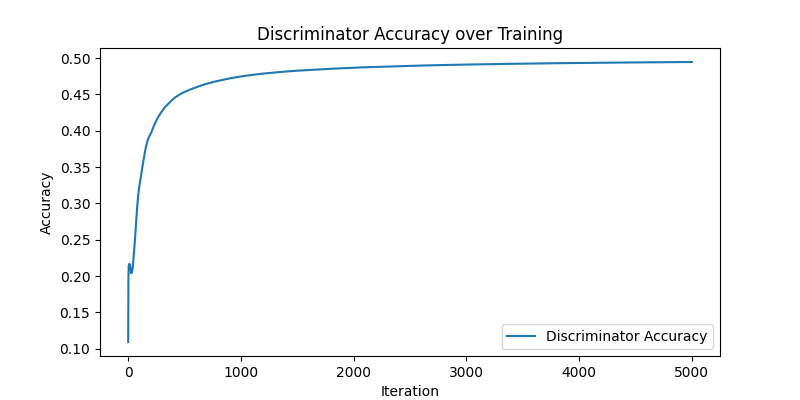 Discriminator Accuracy over Training
Accuracy
0.50
0.45
0.40
0.35
0.30
0.25
0.20
0.15
0.10
Discriminator Accuracy
0 1000 2000 3000 4000 5000
Iteration